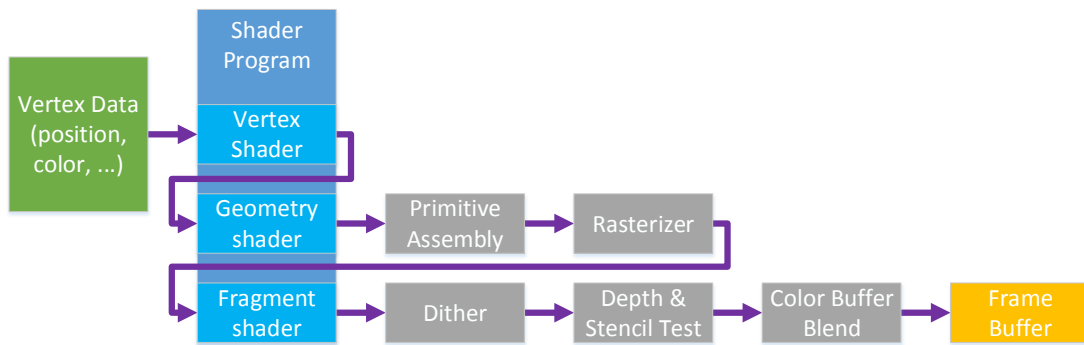 Shader
Program
Vertex Data
(position,
color, ...)
Vertex
Shader
Geometry
shader
Primitive
Assembly
Rasterizer
Fragment
shader
Dither
Depth &
Stencil Test
Color Buffer
Blend
Frame
Buffer